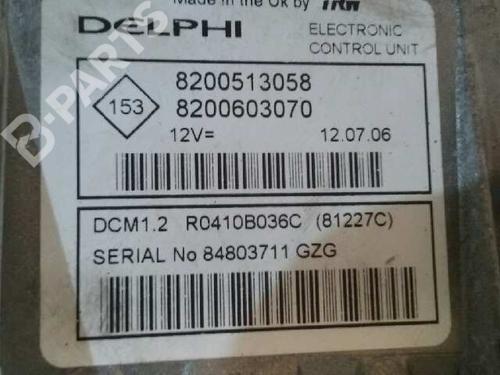 Made in the UK by TRW
DELPHI
ELECTRONIC
CONTROL UNIT
153
8200513058
8200603070
12V=
12.07.06
DCM1.2 R0410B036C (81227C)
SERIAL No 84803711 GZG
B-PARTS